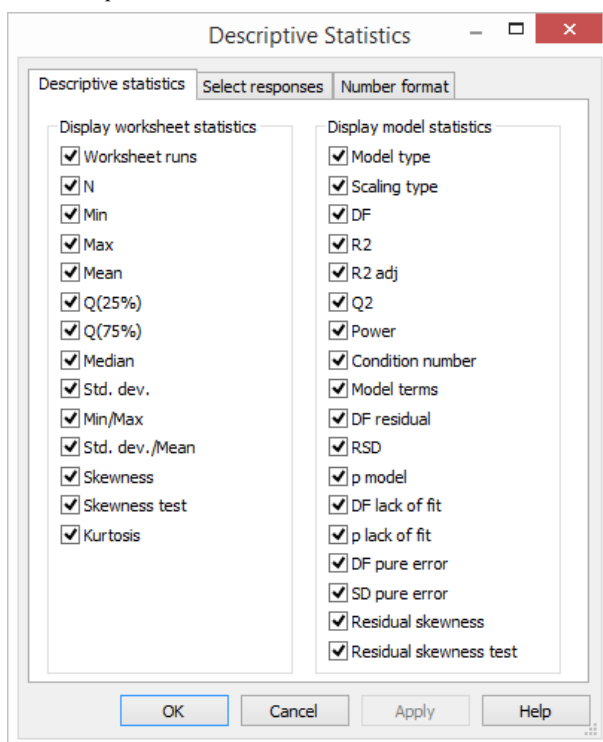 Descriptive Statistics
Descriptive statistics Select responses Number format
Display worksheet statistics
Worksheet runs
N
Min
Max
Mean
Q(25%)
Q(75%)
Median
Std. dev.
Min/Max
Std. dev./Mean
Skewness
Skewness test
Kurtosis
Display model statistics
Model type
Scaling type
DF
R2
R2 adj
Q2
Power
Condition number
Model terms
DF residual
RSD
p model
DF lack of fit
p lack of fit
DF pure error
SD pure error
Residual skewness
Residual skewness test
OK Cancel Apply Help